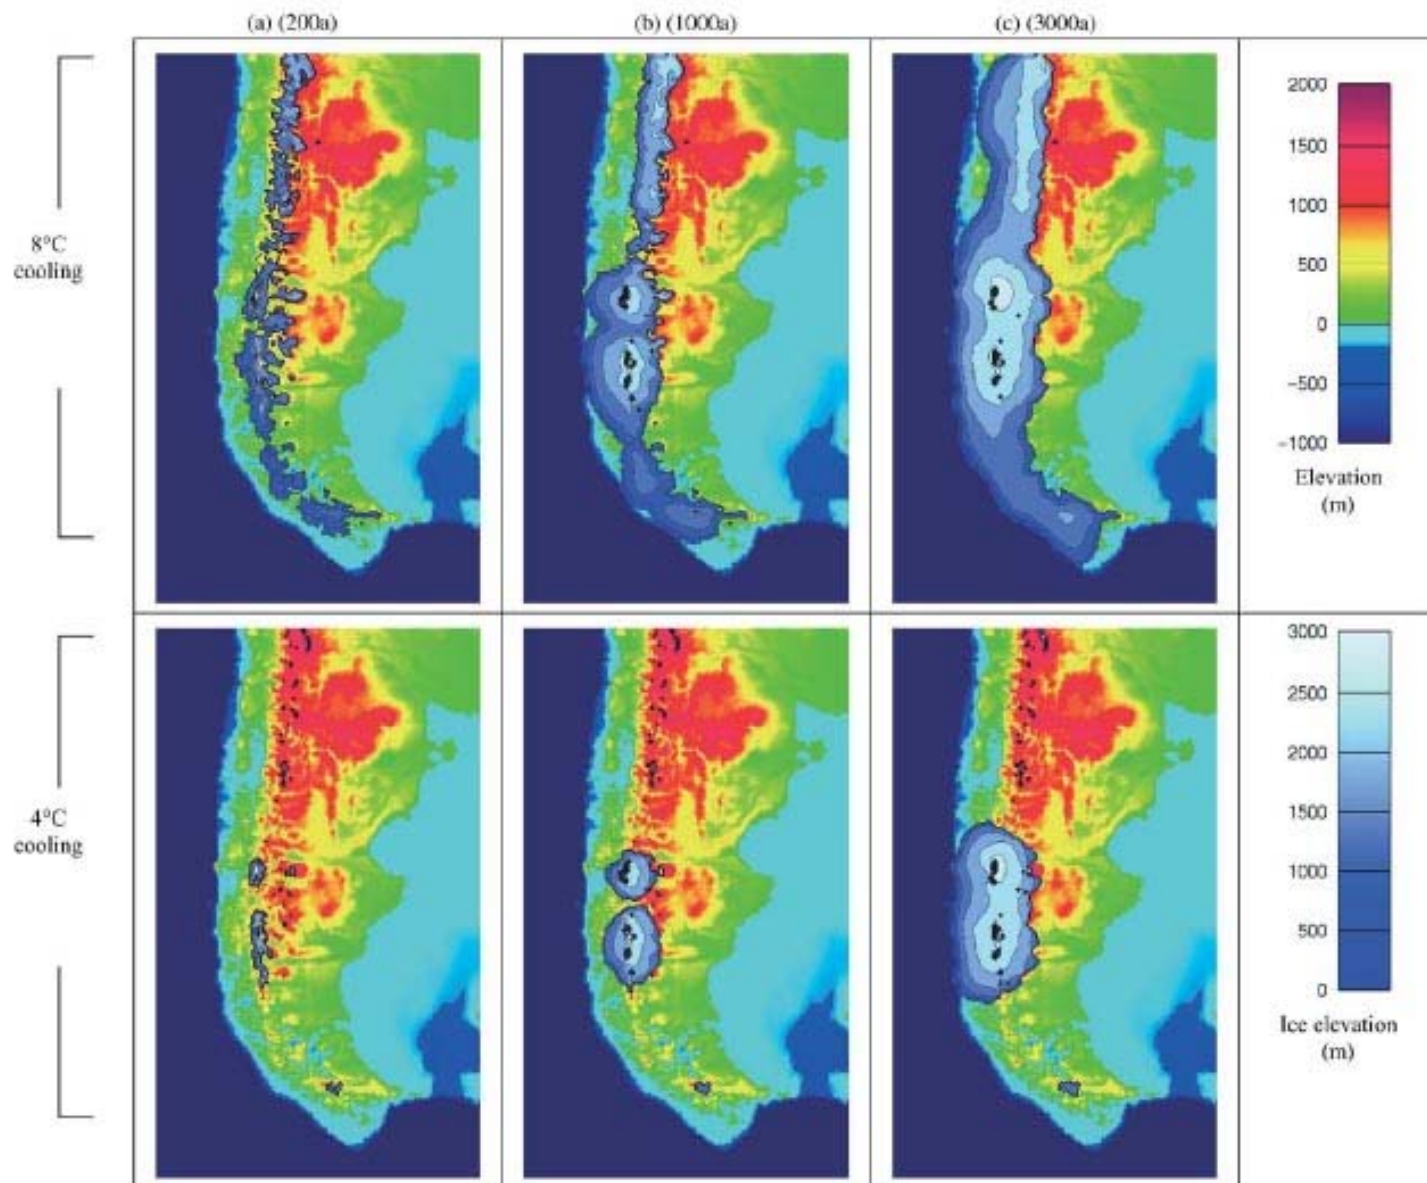 (a) (200a)
(b) (1000a)
(c) (3000a)
8°C
cooling
2000
1500
1000
500
0
−500
−1000
Elevation
(m)
4°C
cooling
3000
2500
2000
1500
1000
500
0
Ice elevation
(m)